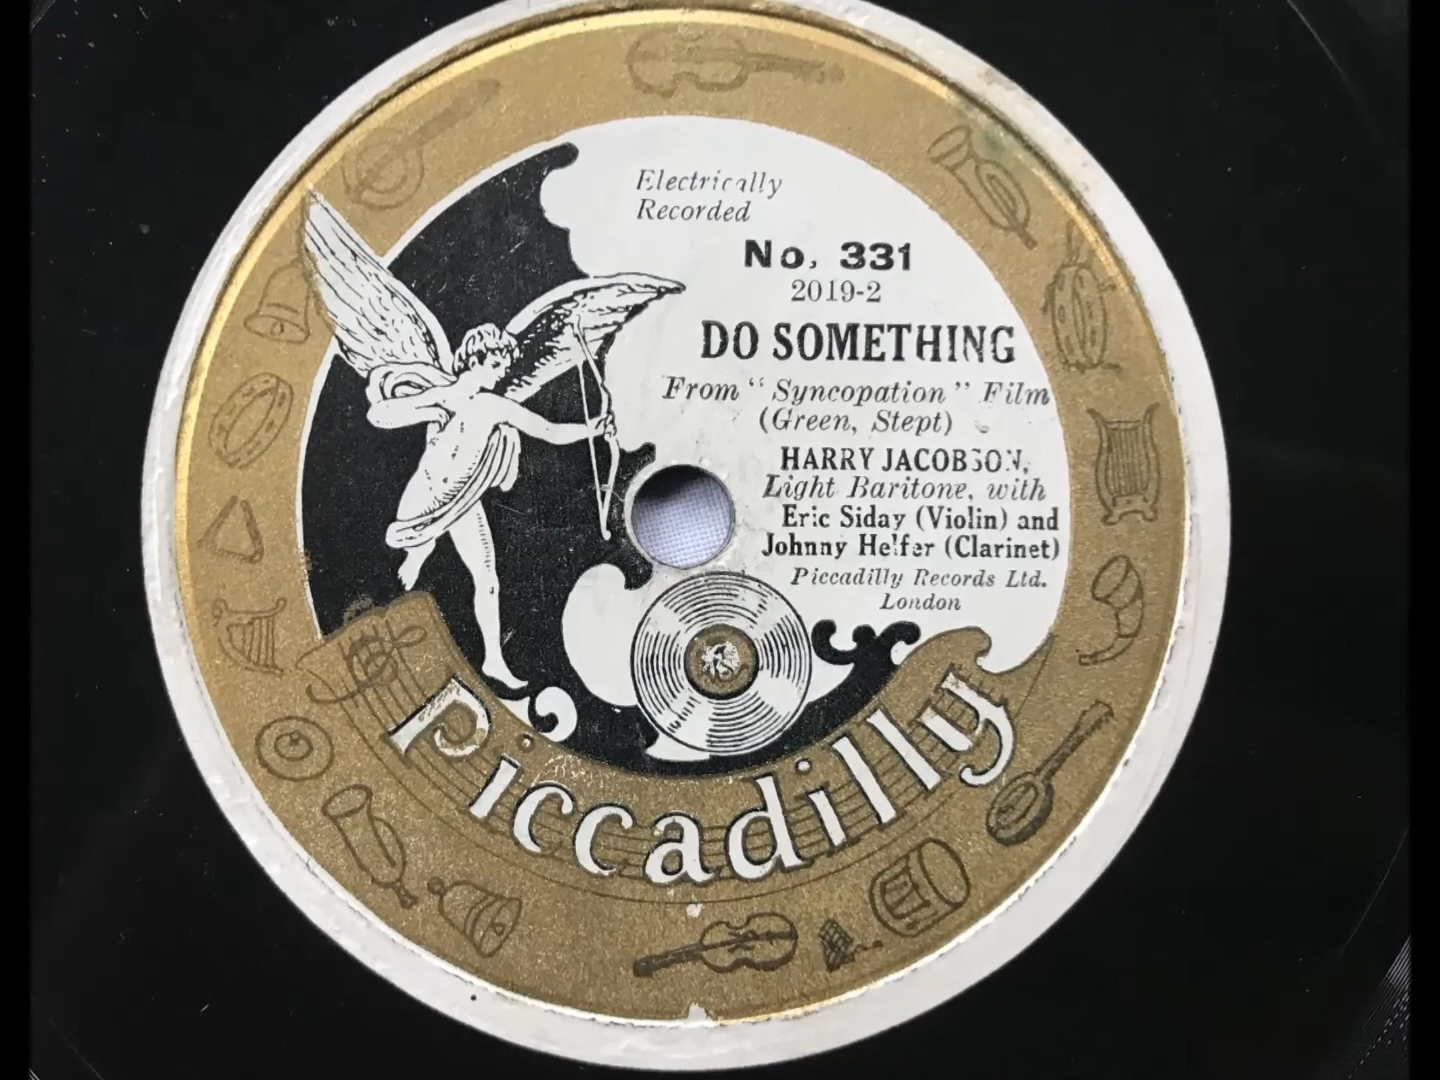 Electrically
Recorded
No. 331
2019-2
DO SOMETHING
From "Syncopation" Film
(Green, Stept)
HARRY JACOBSON,
Light Baritone, with
Eric Siday (Violin) and
Johnny Helfer (Clarinet)
Piccadilly Records Ltd.
London
Piccadilly